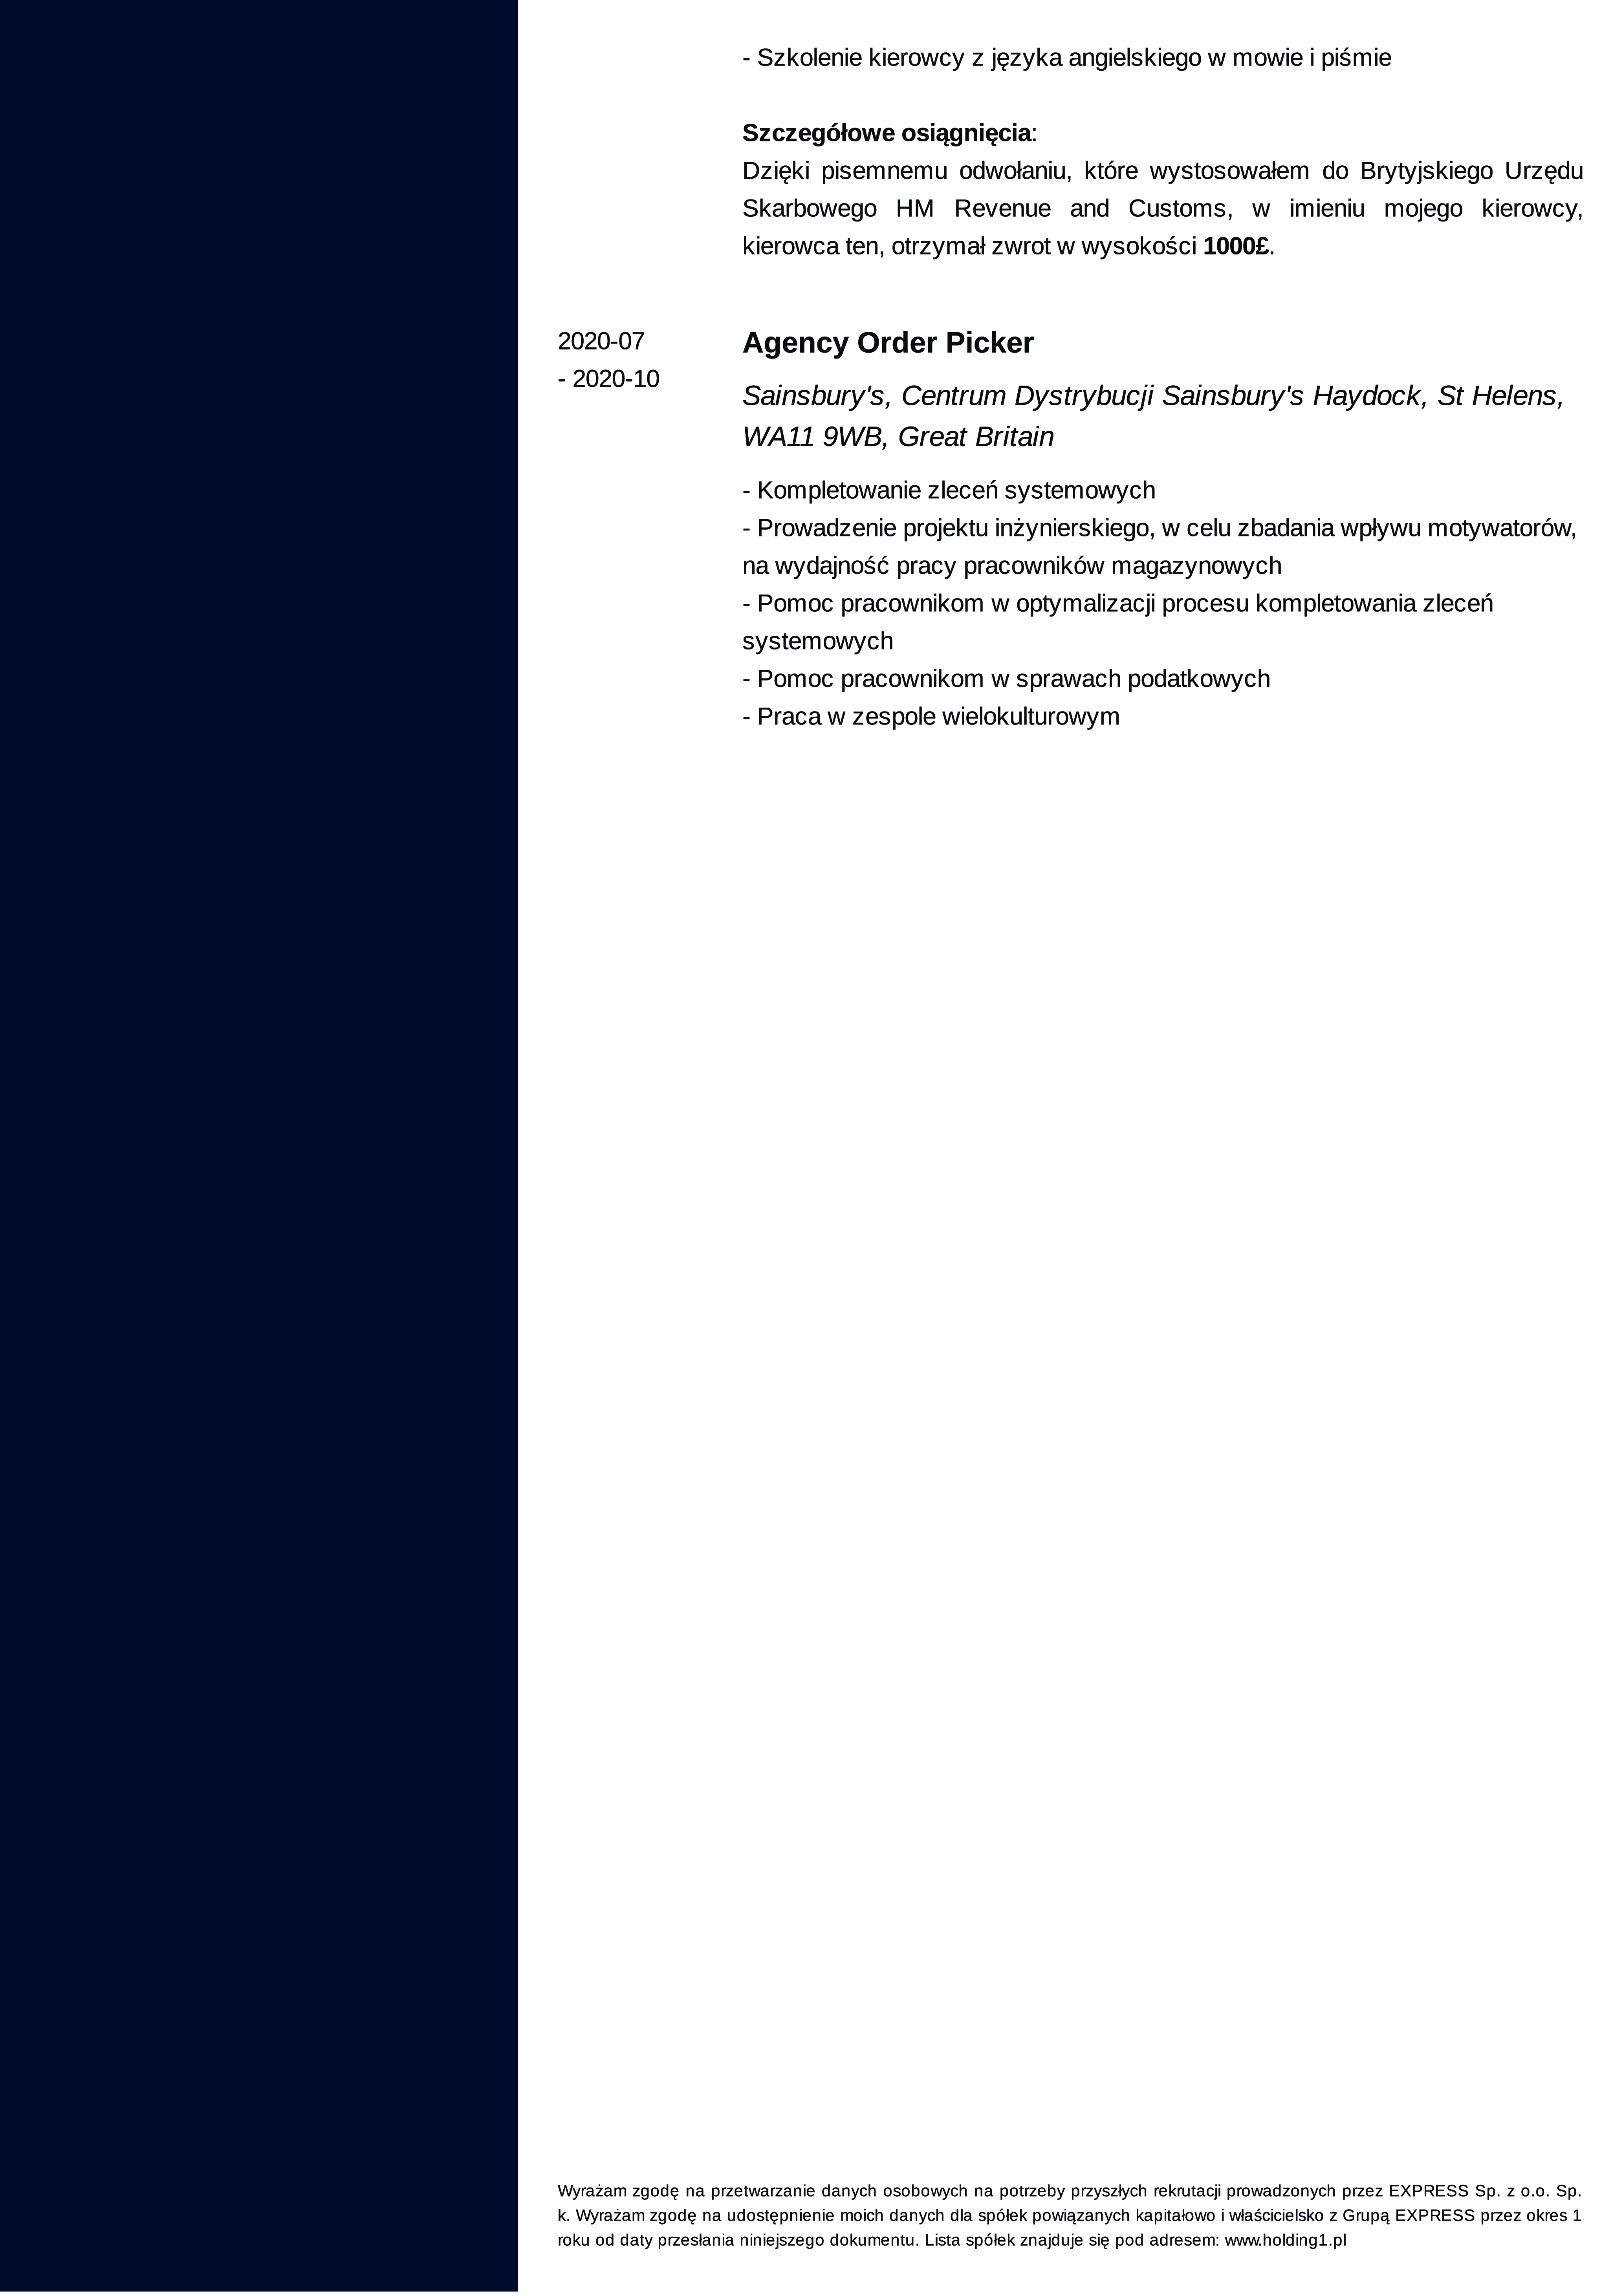 - Szkolenie kierowcy z języka angielskiego w mowie i piśmie
Szczegółowe osiągnięcia:
Dzięki pisemnemu odwołaniu, które wystosowałem do Brytyjskiego Urzędu
Skarbowego HM Revenue and Customs, w imieniu mojego kierowcy,
kierowca ten, otrzymał zwrot w wysokości 1000£.
2020-07
- 2020-10
Agency Order Picker
Sainsbury's, Centrum Dystrybucji Sainsbury's Haydock, St Helens,
WA11 9WB, Great Britain
- Kompletowanie zleceń systemowych
- Prowadzenie projektu inżynierskiego, w celu zbadania wpływu motywatorów,
na wydajność pracy pracowników magazynowych
- Pomoc pracownikom w optymalizacji procesu kompletowania zleceń
systemowych
- Pomoc pracownikom w sprawach podatkowych
- Praca w zespole wielokulturowym
Wyrażam zgodę na przetwarzanie danych osobowych na potrzeby przyszłych rekrutacji prowadzonych przez EXPRESS Sp. z o.o. Sp.
k. Wyrażam zgodę na udostępnienie moich danych dla spółek powiązanych kapitałowo i właścicielsko z Grupą EXPRESS przez okres 1
roku od daty przesłania niniejszego dokumentu. Lista spółek znajduje się pod adresem: www.holding1.pl